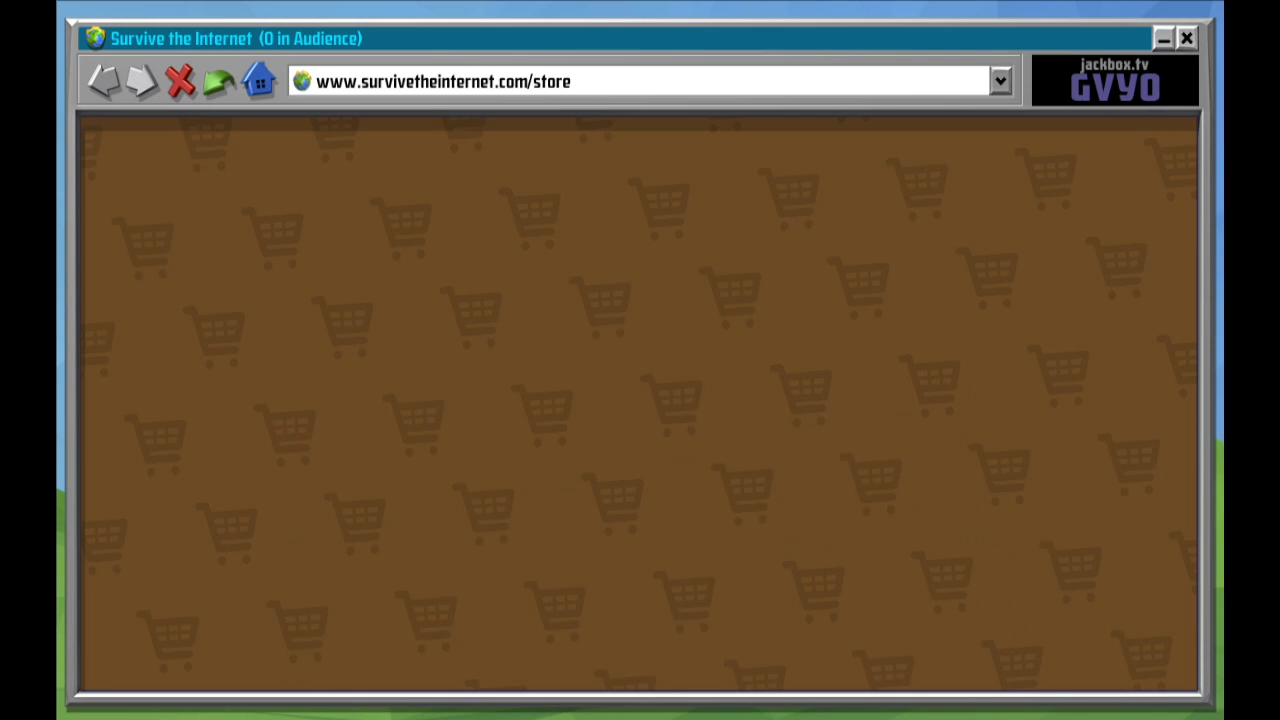 Survive the Internet (0 in Audience)
www.survivetheinternet.com/store
jackbox.tv
GVYO